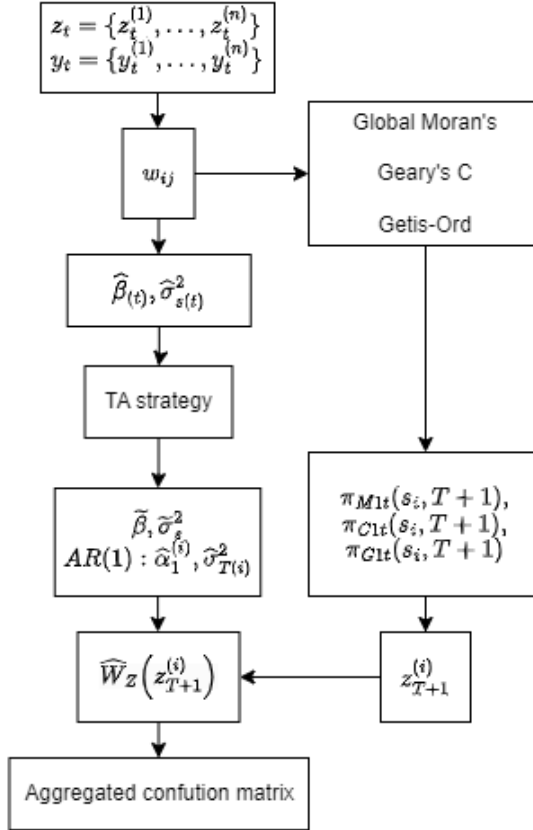 z_t = {z_t^{(1)}, . . . , z_t^{(n)}}
y_t = {y_t^{(1)}, . . . , y_t^{(n)}}
w_{ij}
Global Moran's
Geary's C
Getis-Ord
\widehat{β}_{(t)}, \widehat{σ}^2_{s(t)}
TA strategy
\widetilde{β}, \widetilde{σ}^2_s
AR(1) : \widehat{α}_1^{(i)}, \widehat{σ}^2_{T(i)}
π_{M1t}(s_i, T + 1),
π_{C1t}(s_i, T + 1),
π_{G1t}(s_i, T + 1)
\widehat{W}_Z(z_{T+1}^{(i)})
z_{T+1}^{(i)}
Aggregated confution matrix